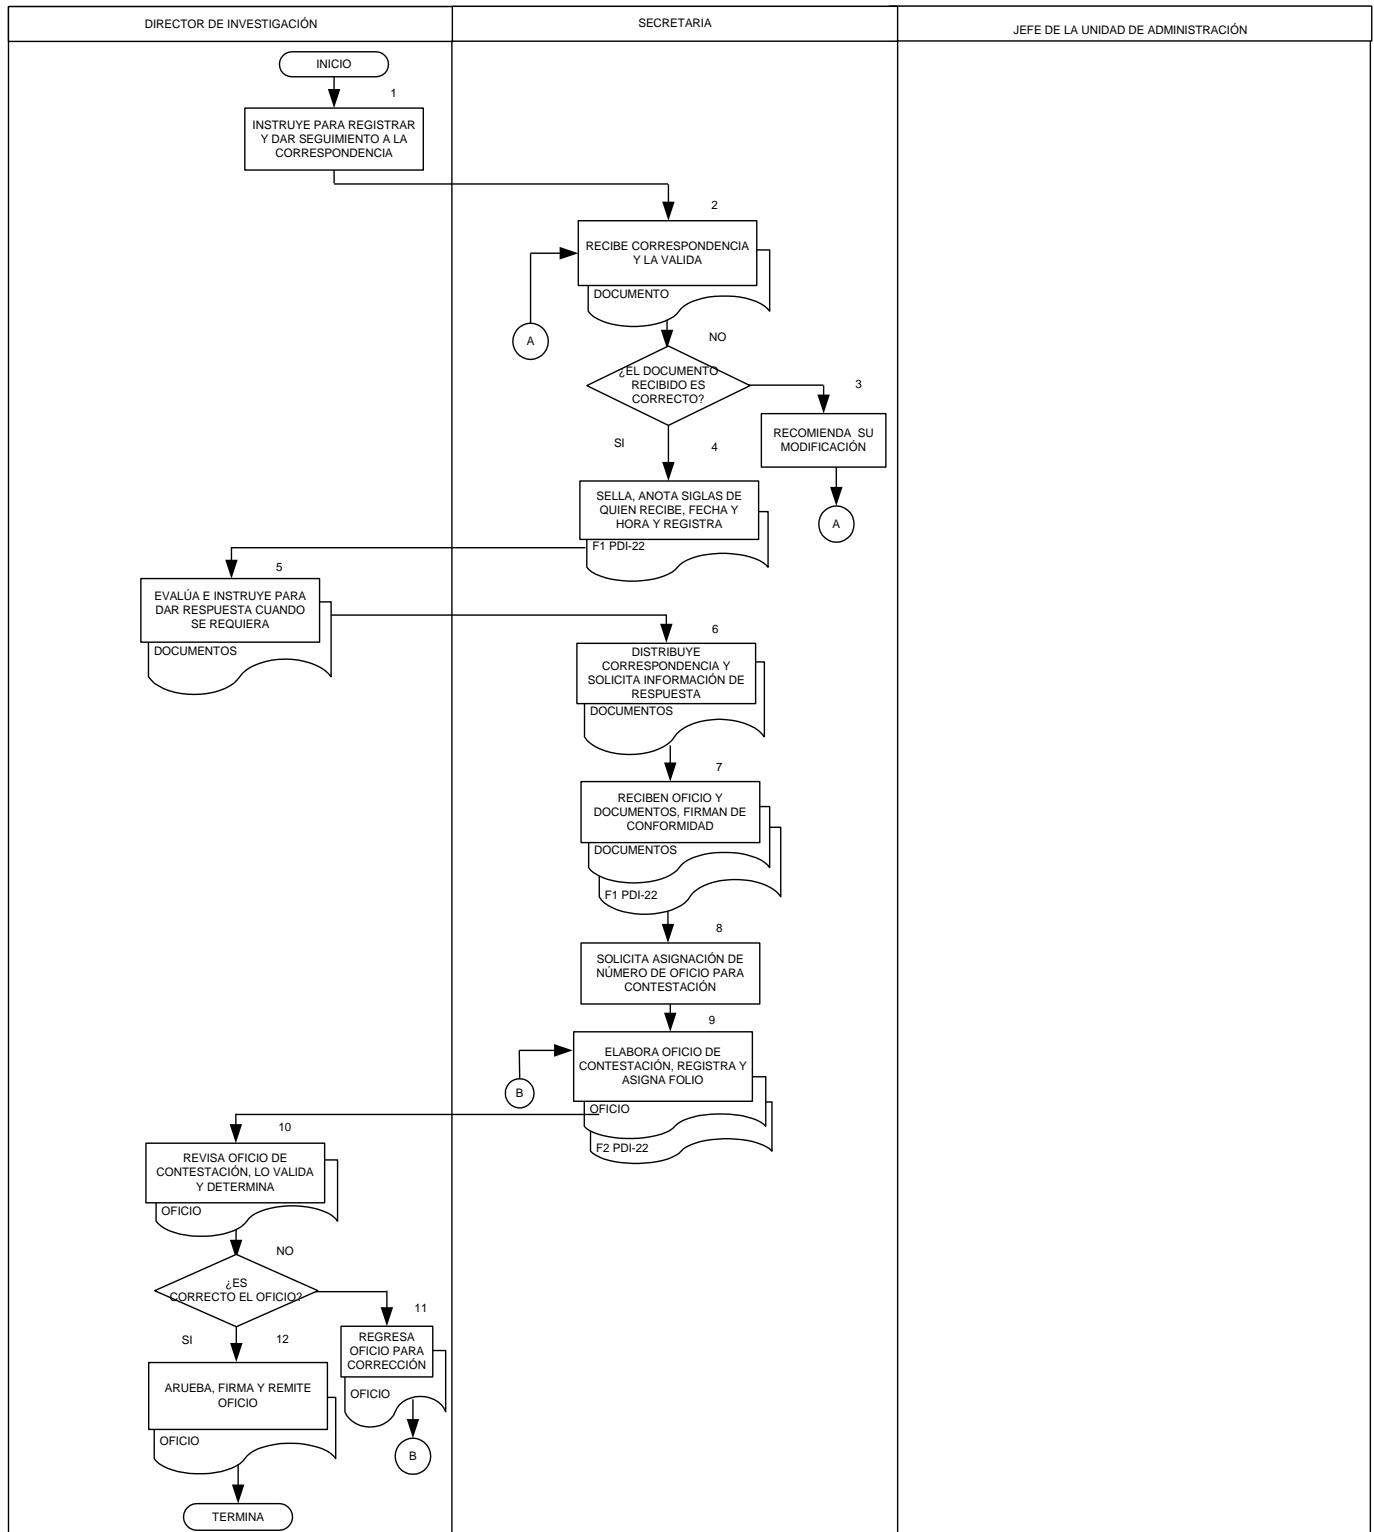 DIRECTOR DE INVESTIGACIÓN
SECRETARIA
JEFE DE LA UNIDAD DE ADMINISTRACIÓN
INICIO
1
INSTRUYE PARA REGISTRAR
Y DAR SEGUIMIENTO A LA
CORRESPONDENCIA
2
RECIBE CORRESPONDENCIA
Y LA VALIDA
DOCUMENTO
A
NO
¿EL DOCUMENTO
RECIBIDO ES
CORRECTO?
3
RECOMIENDA SU
MODIFICACIÓN
A
SI
4
SELLA, ANOTA SIGLAS DE
QUIEN RECIBE, FECHA Y
HORA Y REGISTRA
F1 PDI-22
5
EVALÚA E INSTRUYE PARA
DAR RESPUESTA CUANDO
SE REQUIERA
DOCUMENTOS
6
DISTRIBUYE
CORRESPONDENCIA Y
SOLICITA INFORMACIÓN DE
RESPUESTA
DOCUMENTOS
7
RECIBEN OFICIO Y
DOCUMENTOS, FIRMAN DE
CONFORMIDAD
DOCUMENTOS
F1 PDI-22
8
SOLICITA ASIGNACIÓN DE
NÚMERO DE OFICIO PARA
CONTESTACIÓN
9
ELABORA OFICIO DE
CONTESTACIÓN, REGISTRA Y
ASIGNA FOLIO
B
OFICIO
F2 PDI-22
10
REVISA OFICIO DE
CONTESTACIÓN, LO VALIDA
Y DETERMINA
OFICIO
NO
¿ES
CORRECTO EL OFICIO?
11
REGRESA
OFICIO PARA
CORRECCIÓN
OFICIO
B
SI
12
ARUEBA, FIRMA Y REMITE
OFICIO
OFICIO
TERMINA